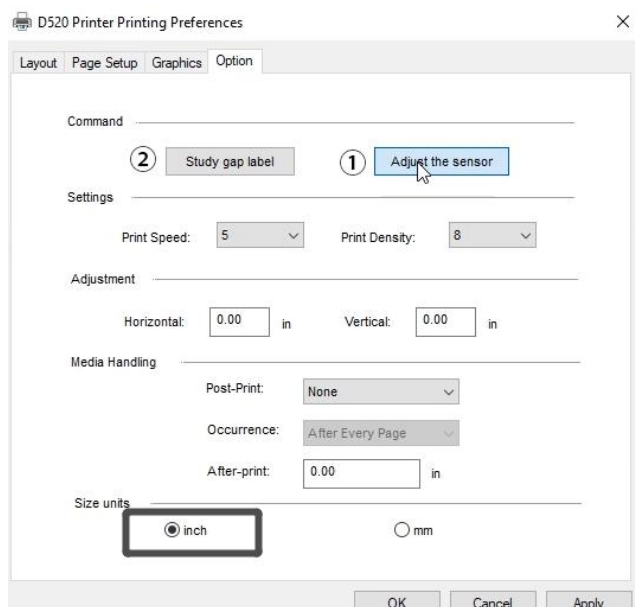 D520 Printer Printing Preferences
Layout Page Setup Graphics Option
Command
2 Study gap label 1 Adjust the sensor
Settings
Print Speed: 5 Print Density: 8
Adjustment
Horizontal: 0.00 in Vertical: 0.00 in
Media Handling
Post-Print: None
Occurrence: After Every Page
After-print: 0.00 in
Size units
inch mm
OK Cancel Apply